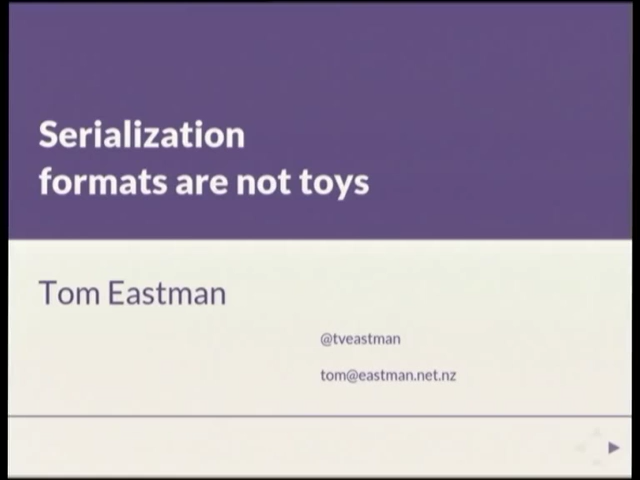 Serialization
formats are not toys
Tom Eastman
@tveastman
tom@eastman.net.nz